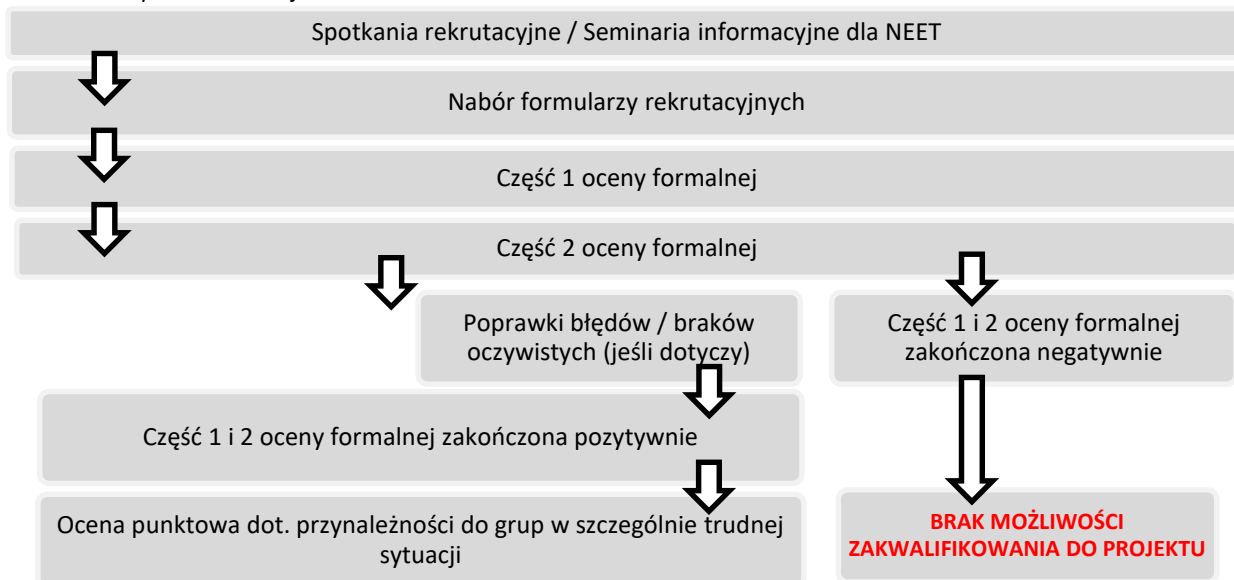 Spotkania rekrutacyjne / Seminaria informacyjne dla NEET
Nabór formularzy rekrutacyjnych
Część 1 oceny formalnej
Część 2 oceny formalnej
Poprawki błędów / braków
oczywistych (jeśli dotyczy)
Część 1 i 2 oceny formalnej
zakończona negatywnie
Część 1 i 2 oceny formalnej zakończona pozytywnie
Ocena punktowa dot. przynależności do grup w szczególnie trudnej
sytuacji
BRAK MOŻLIWOŚCI
ZAKWALIFIKOWANIA DO PROJEKTU